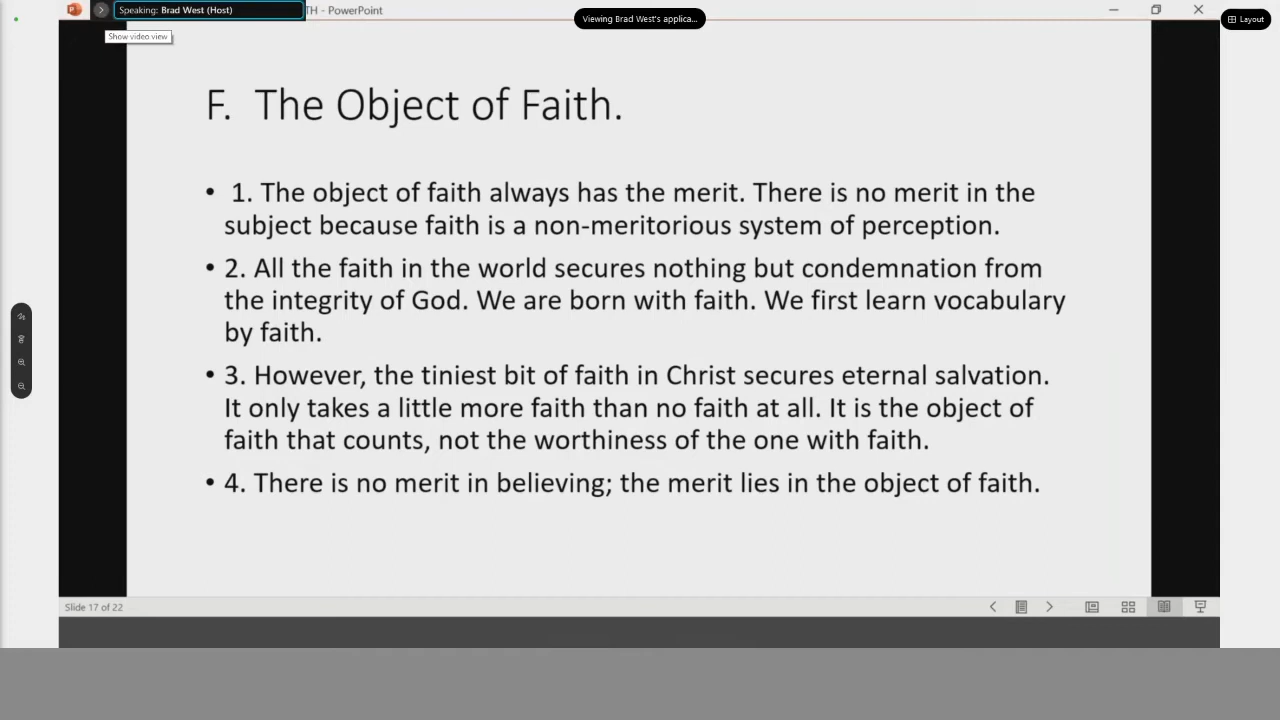 Speaking: Brad West (Host)
TH - PowerPoint
Viewing Brad West's applica...
Layout
Show video view
F. The Object of Faith.
• 1. The object of faith always has the merit. There is no merit in the
subject because faith is a non-meritorious system of perception.
• 2. All the faith in the world secures nothing but condemnation from
the integrity of God. We are born with faith. We first learn vocabulary
by faith.
• 3. However, the tiniest bit of faith in Christ secures eternal salvation.
It only takes a little more faith than no faith at all. It is the object of
faith that counts, not the worthiness of the one with faith.
• 4. There is no merit in believing; the merit lies in the object of faith.
Slide 17 of 22